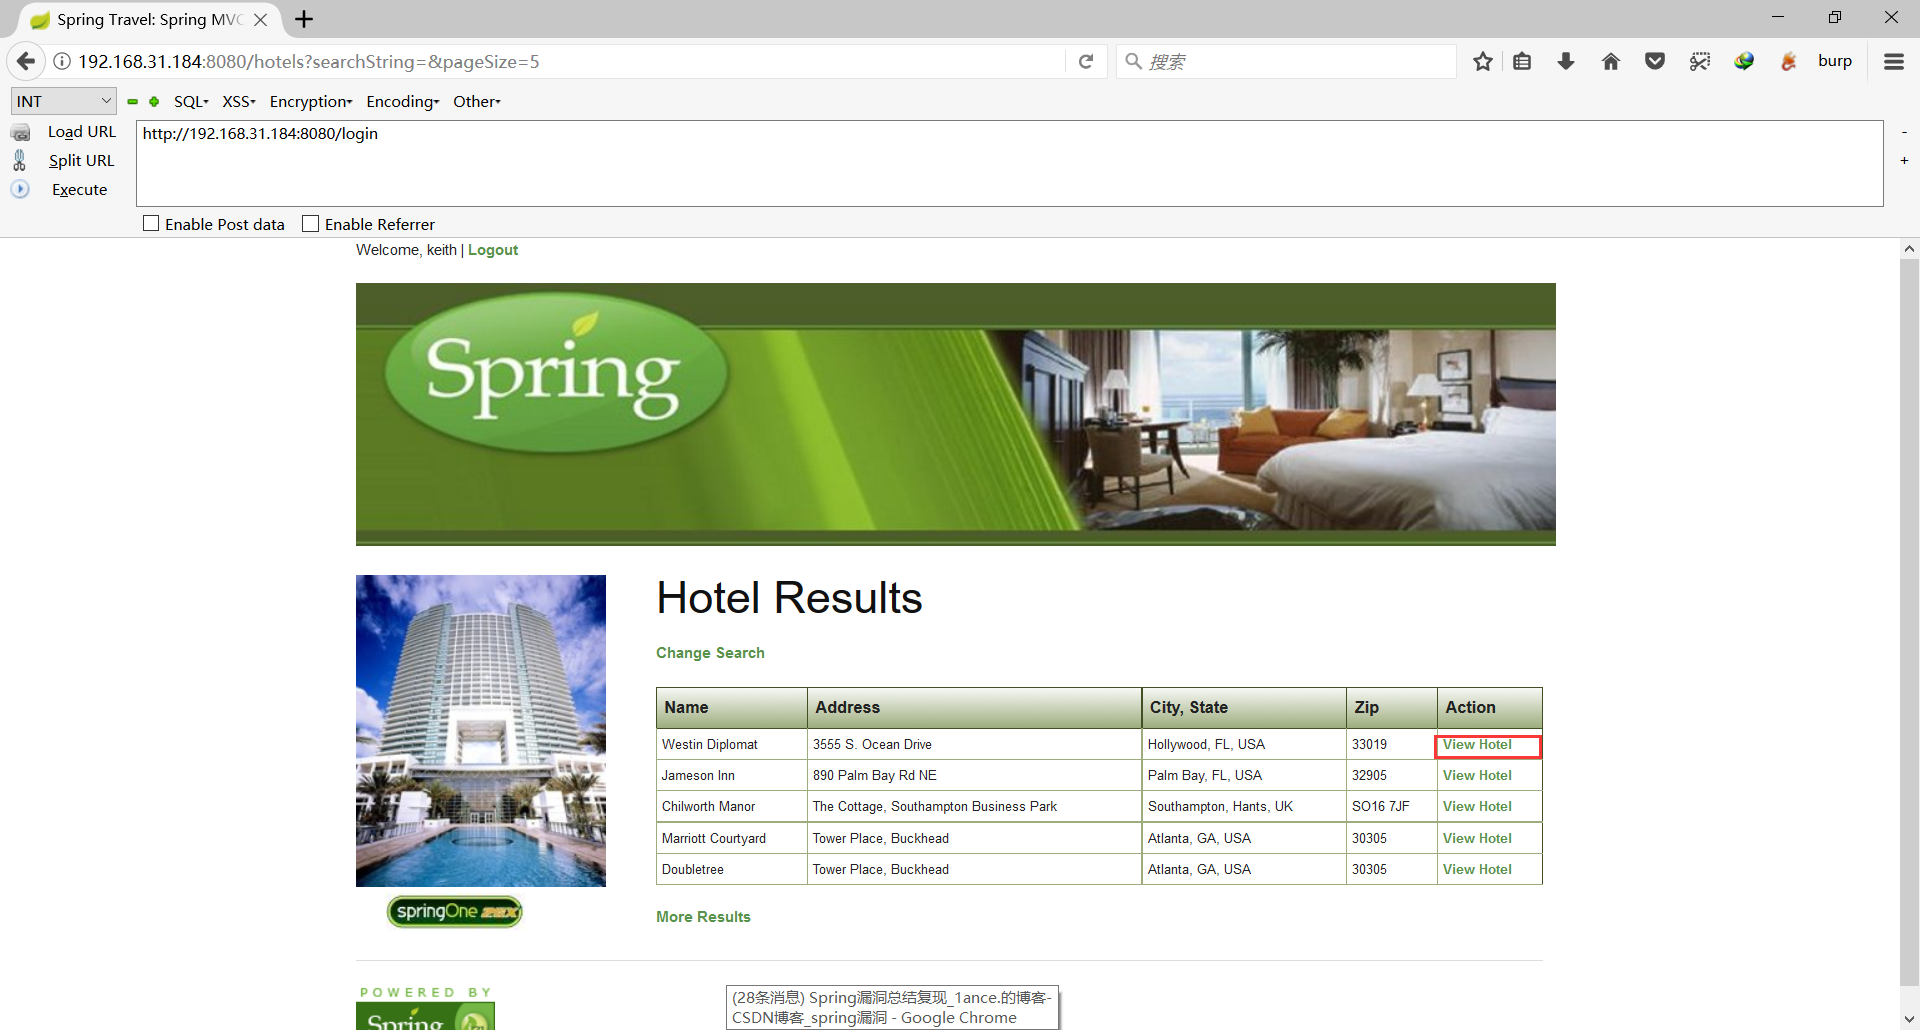 Spring Travel: Spring MVC
192.168.31.184:8080/hotels?searchString=&pageSize=5
搜索
burp
INT
SQL
XSS
Encryption
Encoding
Other
Load URL
http://192.168.31.184:8080/login
-
Split URL
+
Execute
Enable Post data
Enable Referrer
Welcome, keith | Logout
Spring
Hotel Results
Change Search
Name Address City, State Zip Action
Westin Diplomat 3555 S. Ocean Drive Hollywood, FL, USA 33019 View Hotel
Jameson Inn 890 Palm Bay Rd NE Palm Bay, FL, USA 32905 View Hotel
Chilworth Manor The Cottage, Southampton Business Park Southampton, Hants, UK SO16 7JF View Hotel
Marriott Courtyard Tower Place, Buckhead Atlanta, GA, USA 30305 View Hotel
Doubletree Tower Place, Buckhead Atlanta, GA, USA 30305 View Hotel
springOne 2GX
More Results
POWERED BY
Spring
(28条消息) Spring漏洞总结复现_1ance.的博客-
CSDN博客_spring漏洞 - Google Chrome